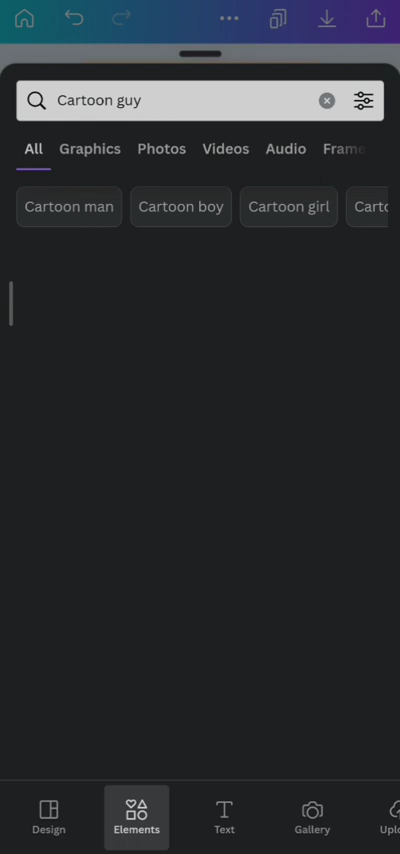 Cartoon guy
All Graphics Photos Videos Audio Frame
Cartoon man Cartoon boy Cartoon girl Carto
Design Elements Text Gallery Uplo